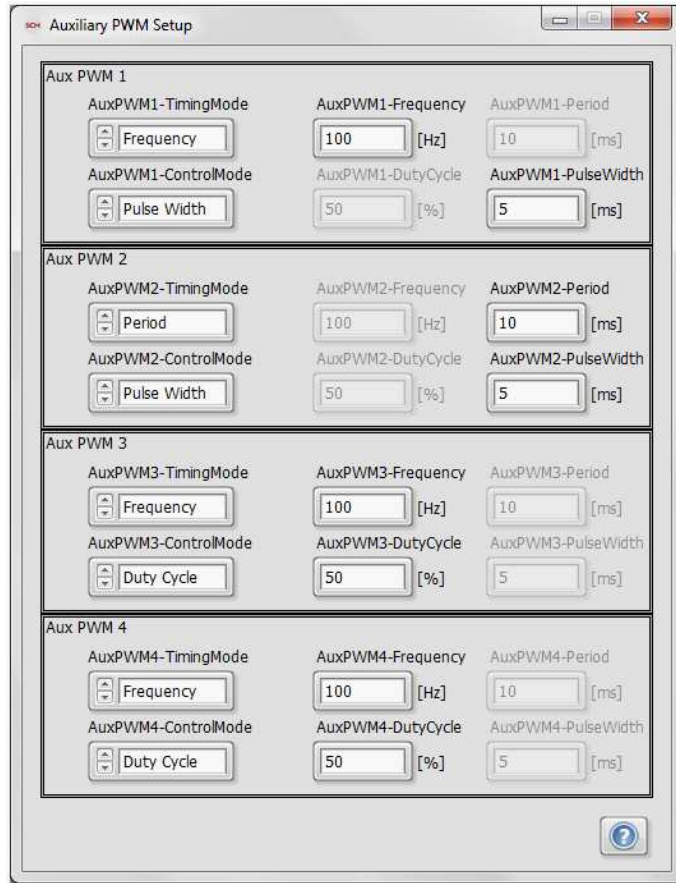 SCM Auxiliary PWM Setup
Aux PWM 1
AuxPWM1-TimingMode AuxPWM1-Frequency AuxPWM1-Period
Frequency 100 [Hz] 10 [ms]
AuxPWM1-ControlMode AuxPWM1-DutyCycle AuxPWM1-PulseWidth
Pulse Width 50 [%] 5 [ms]
Aux PWM 2
AuxPWM2-TimingMode AuxPWM2-Frequency AuxPWM2-Period
Period 100 [Hz] 10 [ms]
AuxPWM2-ControlMode AuxPWM2-DutyCycle AuxPWM2-PulseWidth
Pulse Width 50 [%] 5 [ms]
Aux PWM 3
AuxPWM3-TimingMode AuxPWM3-Frequency AuxPWM3-Period
Frequency 100 [Hz] 10 [ms]
AuxPWM3-ControlMode AuxPWM3-DutyCycle AuxPWM3-PulseWidth
Duty Cycle 50 [%] 5 [ms]
Aux PWM 4
AuxPWM4-TimingMode AuxPWM4-Frequency AuxPWM4-Period
Frequency 100 [Hz] 10 [ms]
AuxPWM4-ControlMode AuxPWM4-DutyCycle AuxPWM4-PulseWidth
Duty Cycle 50 [%] 5 [ms]
?